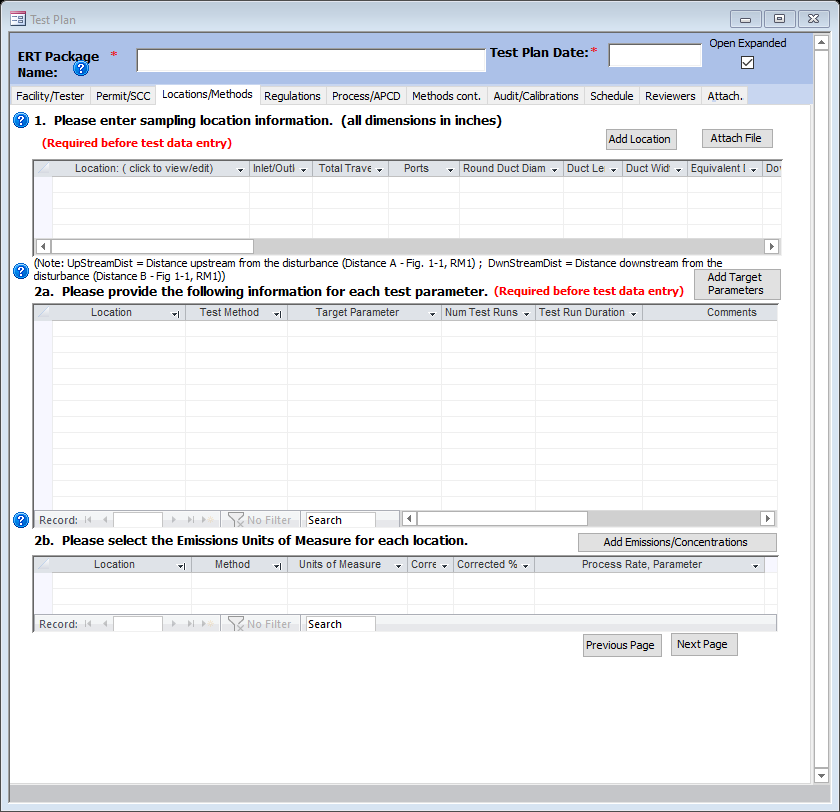 Test Plan
ERT Package * Name:
Test Plan Date:*
Open Expanded
Facility/Tester Permit/SCC Locations/Methods Regulations Process/APCD Methods cont. Audit/Calibrations Schedule Reviewers Attach.
1. Please enter sampling location information. (all dimensions in inches)
(Required before test data entry)
Add Location
Attach File
Location: ( click to view/edit) Inlet/Outl Total Trave Ports Round Duct Diam Duct Le Duct Widt Equivalent D Do
(Note: UpStreamDist = Distance upstream from the disturbance (Distance A - Fig. 1-1, RM1) ; DwnStreamDist = Distance downstream from the
disturbance (Distance B - Fig 1-1, RM1))
Add Target
Parameters
2a. Please provide the following information for each test parameter. (Required before test data entry)
Location Test Method Target Parameter Num Test Runs Test Run Duration Comments
Record: No Filter Search
2b. Please select the Emissions Units of Measure for each location.
Add Emissions/Concentrations
Location Method Units of Measure Corre Corrected % Process Rate, Parameter
Record: No Filter Search
Previous Page
Next Page